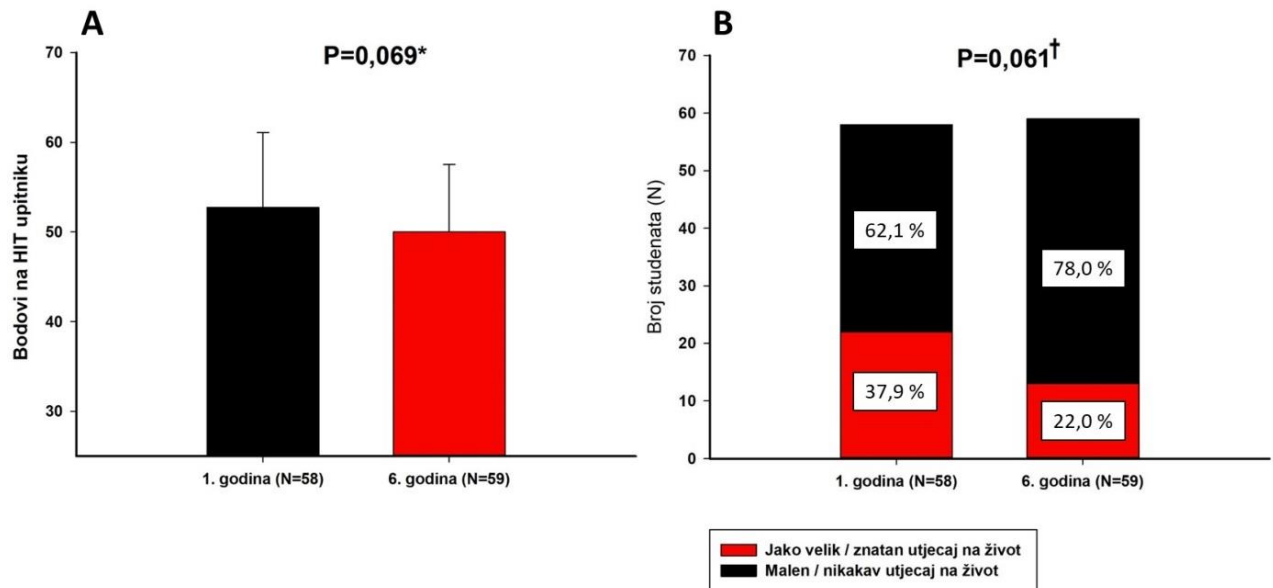 A
P=0,069*
Bodovi na HIT upitniku
70
60
50
40
30
1. godina (N=58)
6. godina (N=59)
B
P=0,061†
Broj studenata (N)
70
60
50
40
30
20
10
0
62,1 %
78,0 %
37,9 %
22,0 %
1. godina (N=58)
6. godina (N=59)
Jako velik / znatan utjecaj na život
Malen / nikakav utjecaj na život